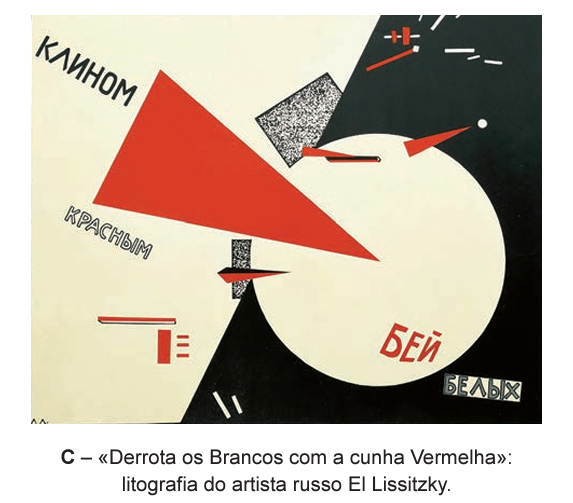 КЛИНОМ
КРАСНЫМ
БЕЙ
БЕЛЫХ
C – «Derrota os Brancos com a cunha Vermelha»:
litografia do artista russo El Lissitzky.